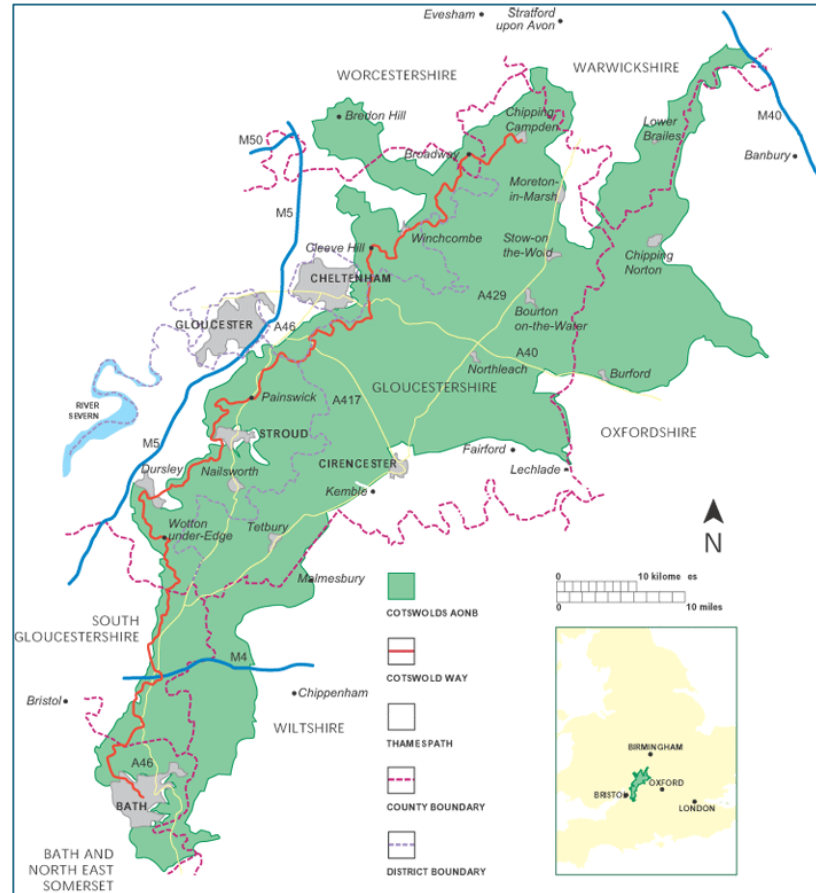 Evesham
Stratford
upon Avon
WORCESTERSHIRE
WARWICKSHIRE
Bredon Hill
Chipping
Campden
Lower
Brailes
M40
M50
Broadway
Banbury
M5
Moreton-
in-Marsh
Winchcombe
Cleeve Hill
Stow-on
the-Wold
Chipping
Norton
CHELTENHAM
A429
GLOUCESTER
A46
Bourton
on-the-Water
A40
Northleach
GLOUCESTERSHIRE
Burford
Painswick
A417
RIVER
SEVERN
STROUD
OXFORDSHIRE
M5
Fairford
CIRENCESTER
Dursley
Nailsworth
Lechlade
Kemble
Wotton
under-Edge
Tetbury
N
Malmesbury
0
10 kilome es
0
10 miles
COTSWOLDS AONB
SOUTH
GLOUCESTERSHIRE
M4
COTSWOLD WAY
Bristol
Chippenham
WILTSHIRE
THAMESPATH
BIRMINGHAM
A46
OXFORD
BRISTOL
LONDON
BATH
COUNTY BOUNDARY
BATH AND
NORTH EAST
SOMERSET
DISTRICT BOUNDARY